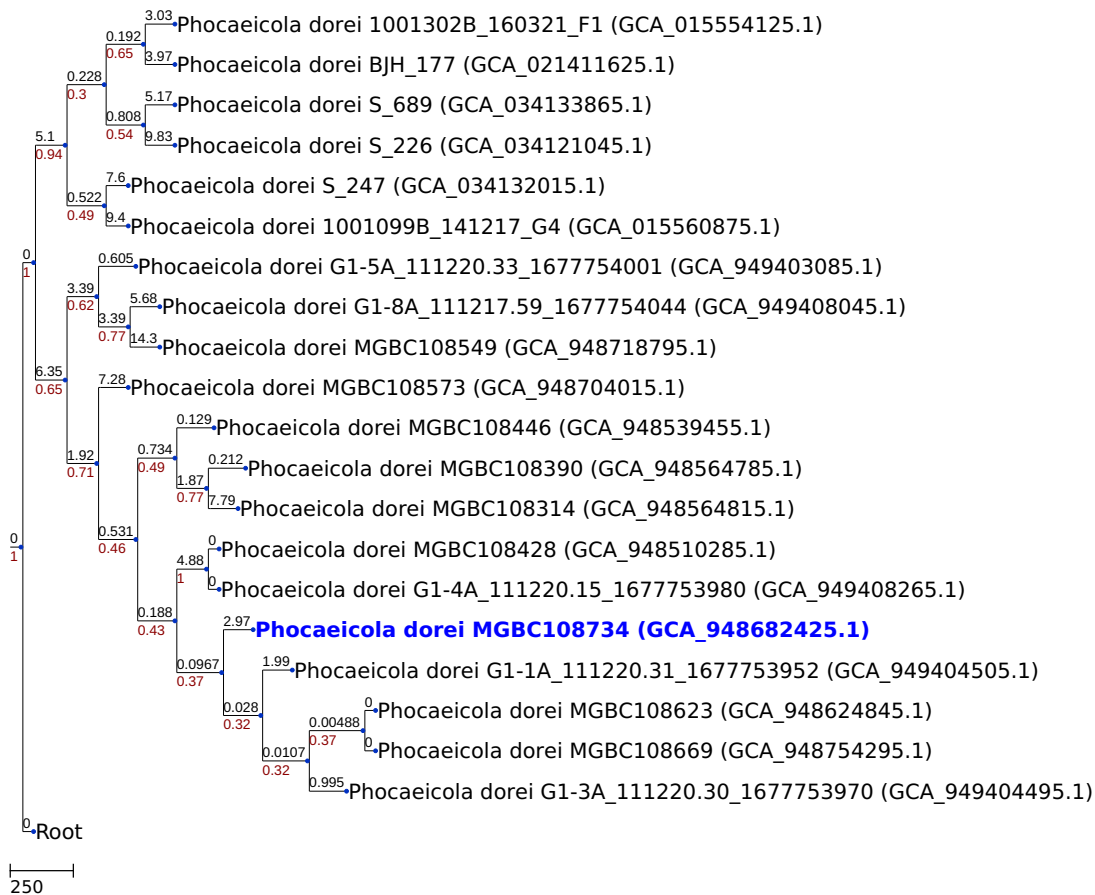 3.03
Phocaeicola dorei 1001302B_160321_F1 (GCA_015554125.1)
0.192
0.65
3.97
Phocaeicola dorei BJH_177 (GCA_021411625.1)
0.228
0.3
5.17
Phocaeicola dorei S_689 (GCA_034133865.1)
0.808
0.54
9.83
Phocaeicola dorei S_226 (GCA_034121045.1)
5.1
0.94
7.6
Phocaeicola dorei S_247 (GCA_034132015.1)
0.522
0.49
9.4
Phocaeicola dorei 1001099B_141217_G4 (GCA_015560875.1)
0
1
0.605
Phocaeicola dorei G1-5A_111220.33_1677754001 (GCA_949403085.1)
3.39
0.62
5.68
Phocaeicola dorei G1-8A_111217.59_1677754044 (GCA_949408045.1)
3.39
0.77
14.3
Phocaeicola dorei MGBC108549 (GCA_948718795.1)
6.35
0.65
7.28
Phocaeicola dorei MGBC108573 (GCA_948704015.1)
0.129
Phocaeicola dorei MGBC108446 (GCA_948539455.1)
0.734
0.49
1.92
0.71
0.212
Phocaeicola dorei MGBC108390 (GCA_948564785.1)
1.87
0.77
7.79
Phocaeicola dorei MGBC108314 (GCA_948564815.1)
0.531
0.46
0
1
0
Phocaeicola dorei MGBC108428 (GCA_948510285.1)
4.88
1
0
Phocaeicola dorei G1-4A_111220.15_1677753980 (GCA_949408265.1)
0.188
0.43
2.97
Phocaeicola dorei MGBC108734 (GCA_948682425.1)
0.0967
0.37
1.99
Phocaeicola dorei G1-1A_111220.31_1677753952 (GCA_949404505.1)
0.028
0.32
0
Phocaeicola dorei MGBC108623 (GCA_948624845.1)
0.00488
0.37
0
Phocaeicola dorei MGBC108669 (GCA_948754295.1)
0.0107
0.32
0.995
Phocaeicola dorei G1-3A_111220.30_1677753970 (GCA_949404495.1)
0
Root
250